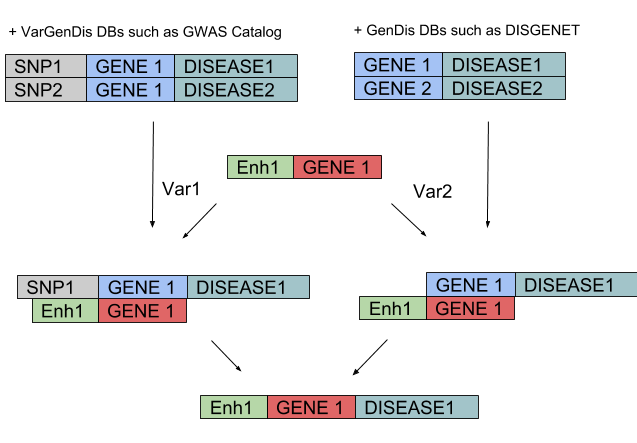 + VarGenDis DBs such as GWAS Catalog
+ GenDis DBs such as DISGENET
SNP1 GENE 1 DISEASE1
SNP2 GENE 1 DISEASE2
GENE 1 DISEASE1
GENE 2 DISEASE2
Enh1 GENE 1
Var1
Var2
SNP1 GENE 1 DISEASE1
Enh1 GENE 1
GENE 1 DISEASE1
Enh1 GENE 1
Enh1 GENE 1 DISEASE1